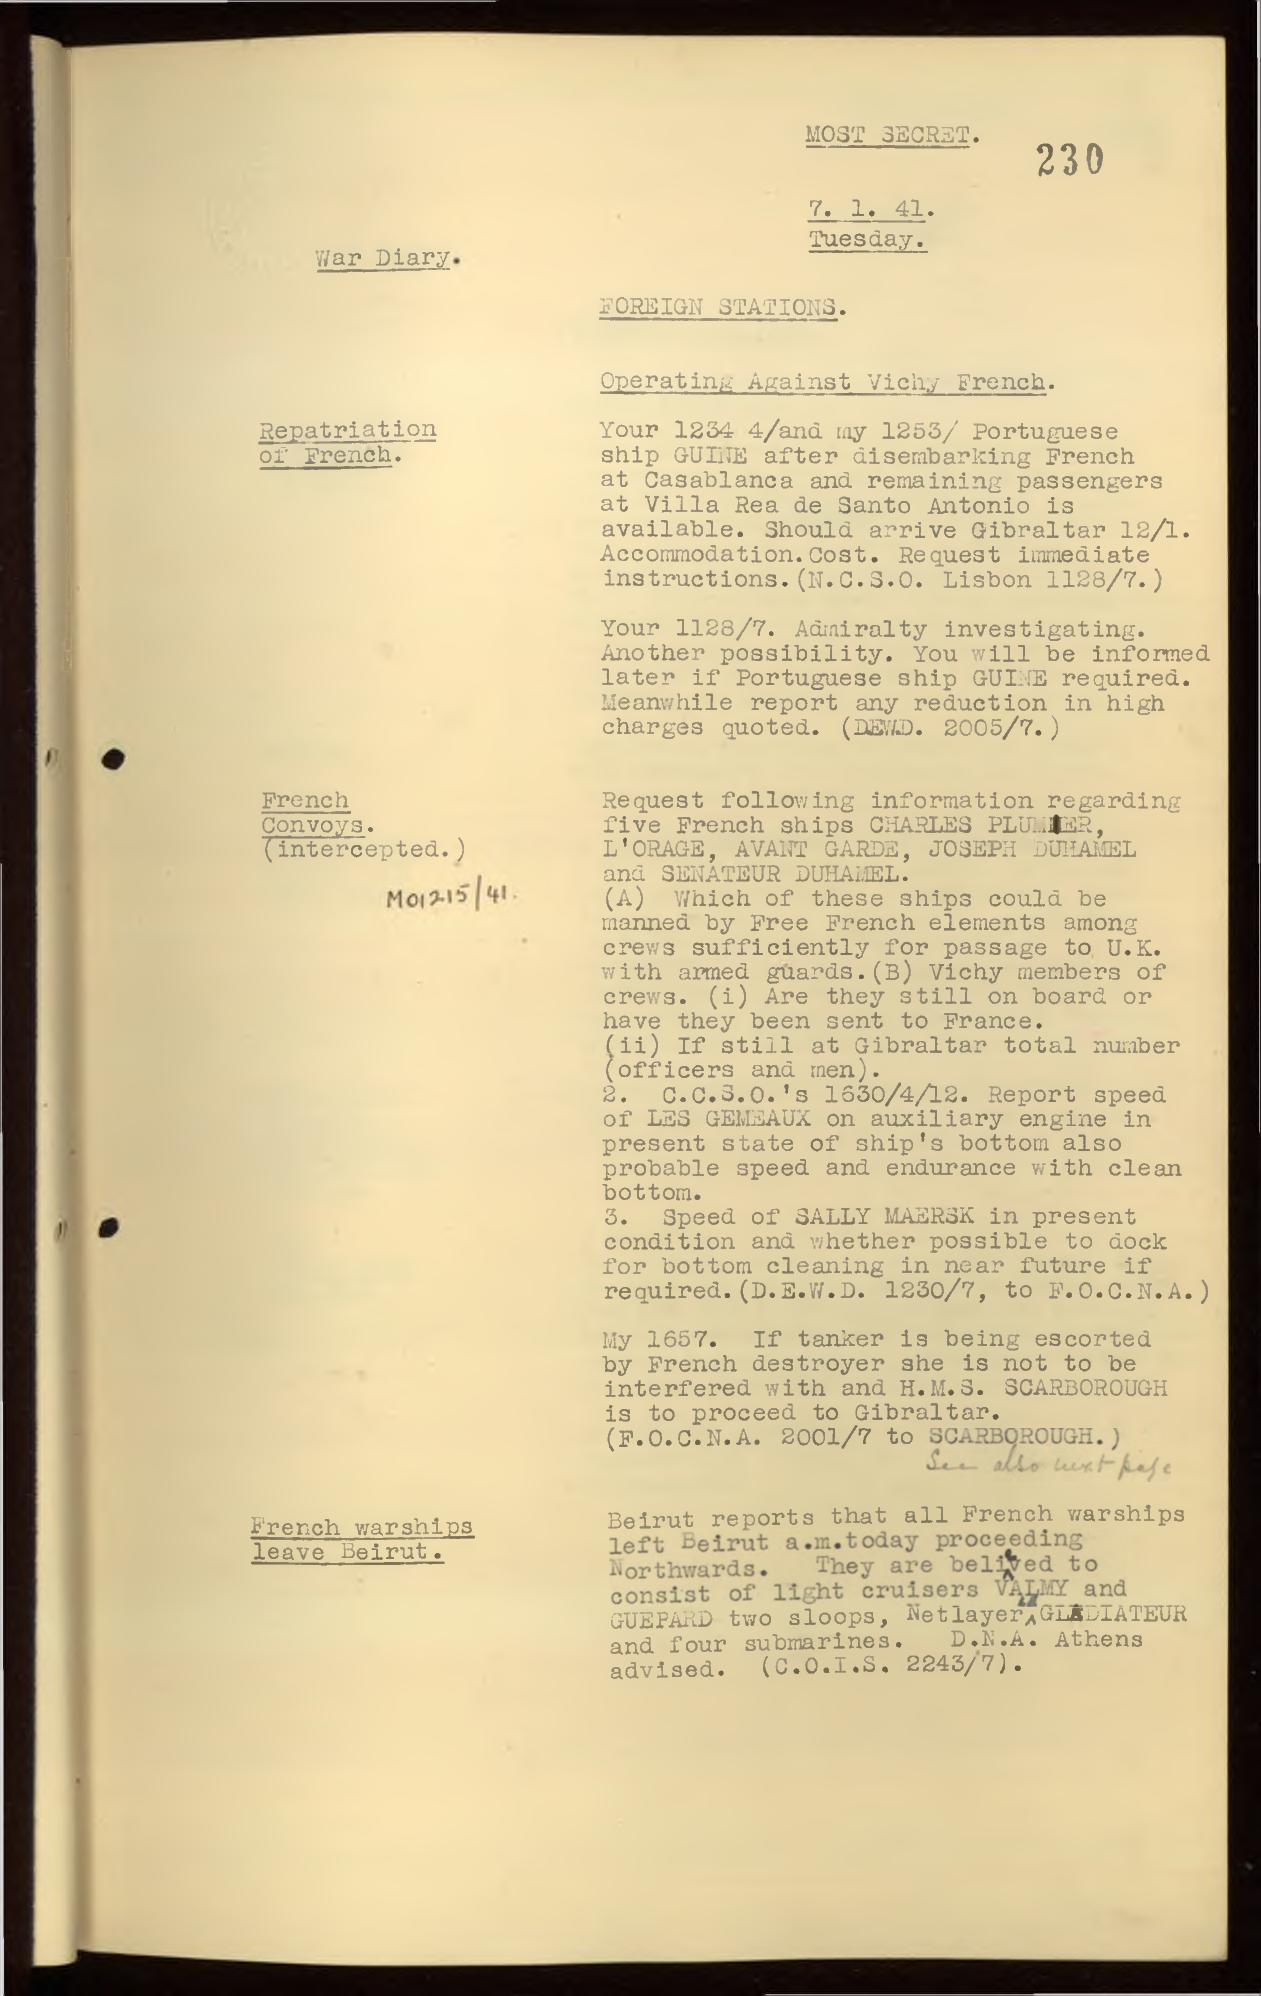 MOST SECRET.
230
7. 1. 41.
Tuesday.
War Diary.
FOREIGN STATIONS.
Operating Against Vichy French.
Repatriation
of French.
Your 1234 4/and my 1253/ Portuguese
ship GUINE after disembarking French
at Casablanca and remaining passengers
at Villa Rea de Santo Antonio is
available. Should arrive Gibraltar 12/1.
Accommodation.Cost. Request immediate
instructions.(N.C.S.O. Lisbon 1128/7.)
Your 1128/7. Admiralty investigating.
Another possibility. You will be informed
later if Portuguese ship GUINE required.
Meanwhile report any reduction in high
charges quoted. (DEWD. 2005/7.)
French
Convoys.
(intercepted.)
M01215/41.
Request following information regarding
five French ships CHARLES PLUMIER,
L'ORAGE, AVANT GARDE, JOSEPH DUHAMEL
and SENATEUR DUHAMEL.
(A) Which of these ships could be
manned by Free French elements among
crews sufficiently for passage to U.K.
with armed guards.(B) Vichy members of
crews. (i) Are they still on board or
have they been sent to France.
(ii) If still at Gibraltar total number
(officers and men).
2. C.C.S.O.'s 1630/4/12. Report speed
of LES GEMEAUX on auxiliary engine in
present state of ship's bottom also
probable speed and endurance with clean
bottom.
3. Speed of SALLY MAERSK in present
condition and whether possible to dock
for bottom cleaning in near future if
required.(D.E.W.D. 1230/7, to F.O.C.N.A.)
My 1657. If tanker is being escorted
by French destroyer she is not to be
interfered with and H.M.S. SCARBOROUGH
is to proceed to Gibraltar.
(F.O.C.N.A. 2001/7 to SCARBOROUGH.)
See also next page
French warships
leave Beirut.
Beirut reports that all French warships
left Beirut a.m.today proceeding
Northwards. They are believed to
consist of light cruisers VALMY and
GUEPARD two sloops, Netlayer, GLADIATEUR
and four submarines. D.N.A. Athens
advised. (C.O.I.S. 2243/7).